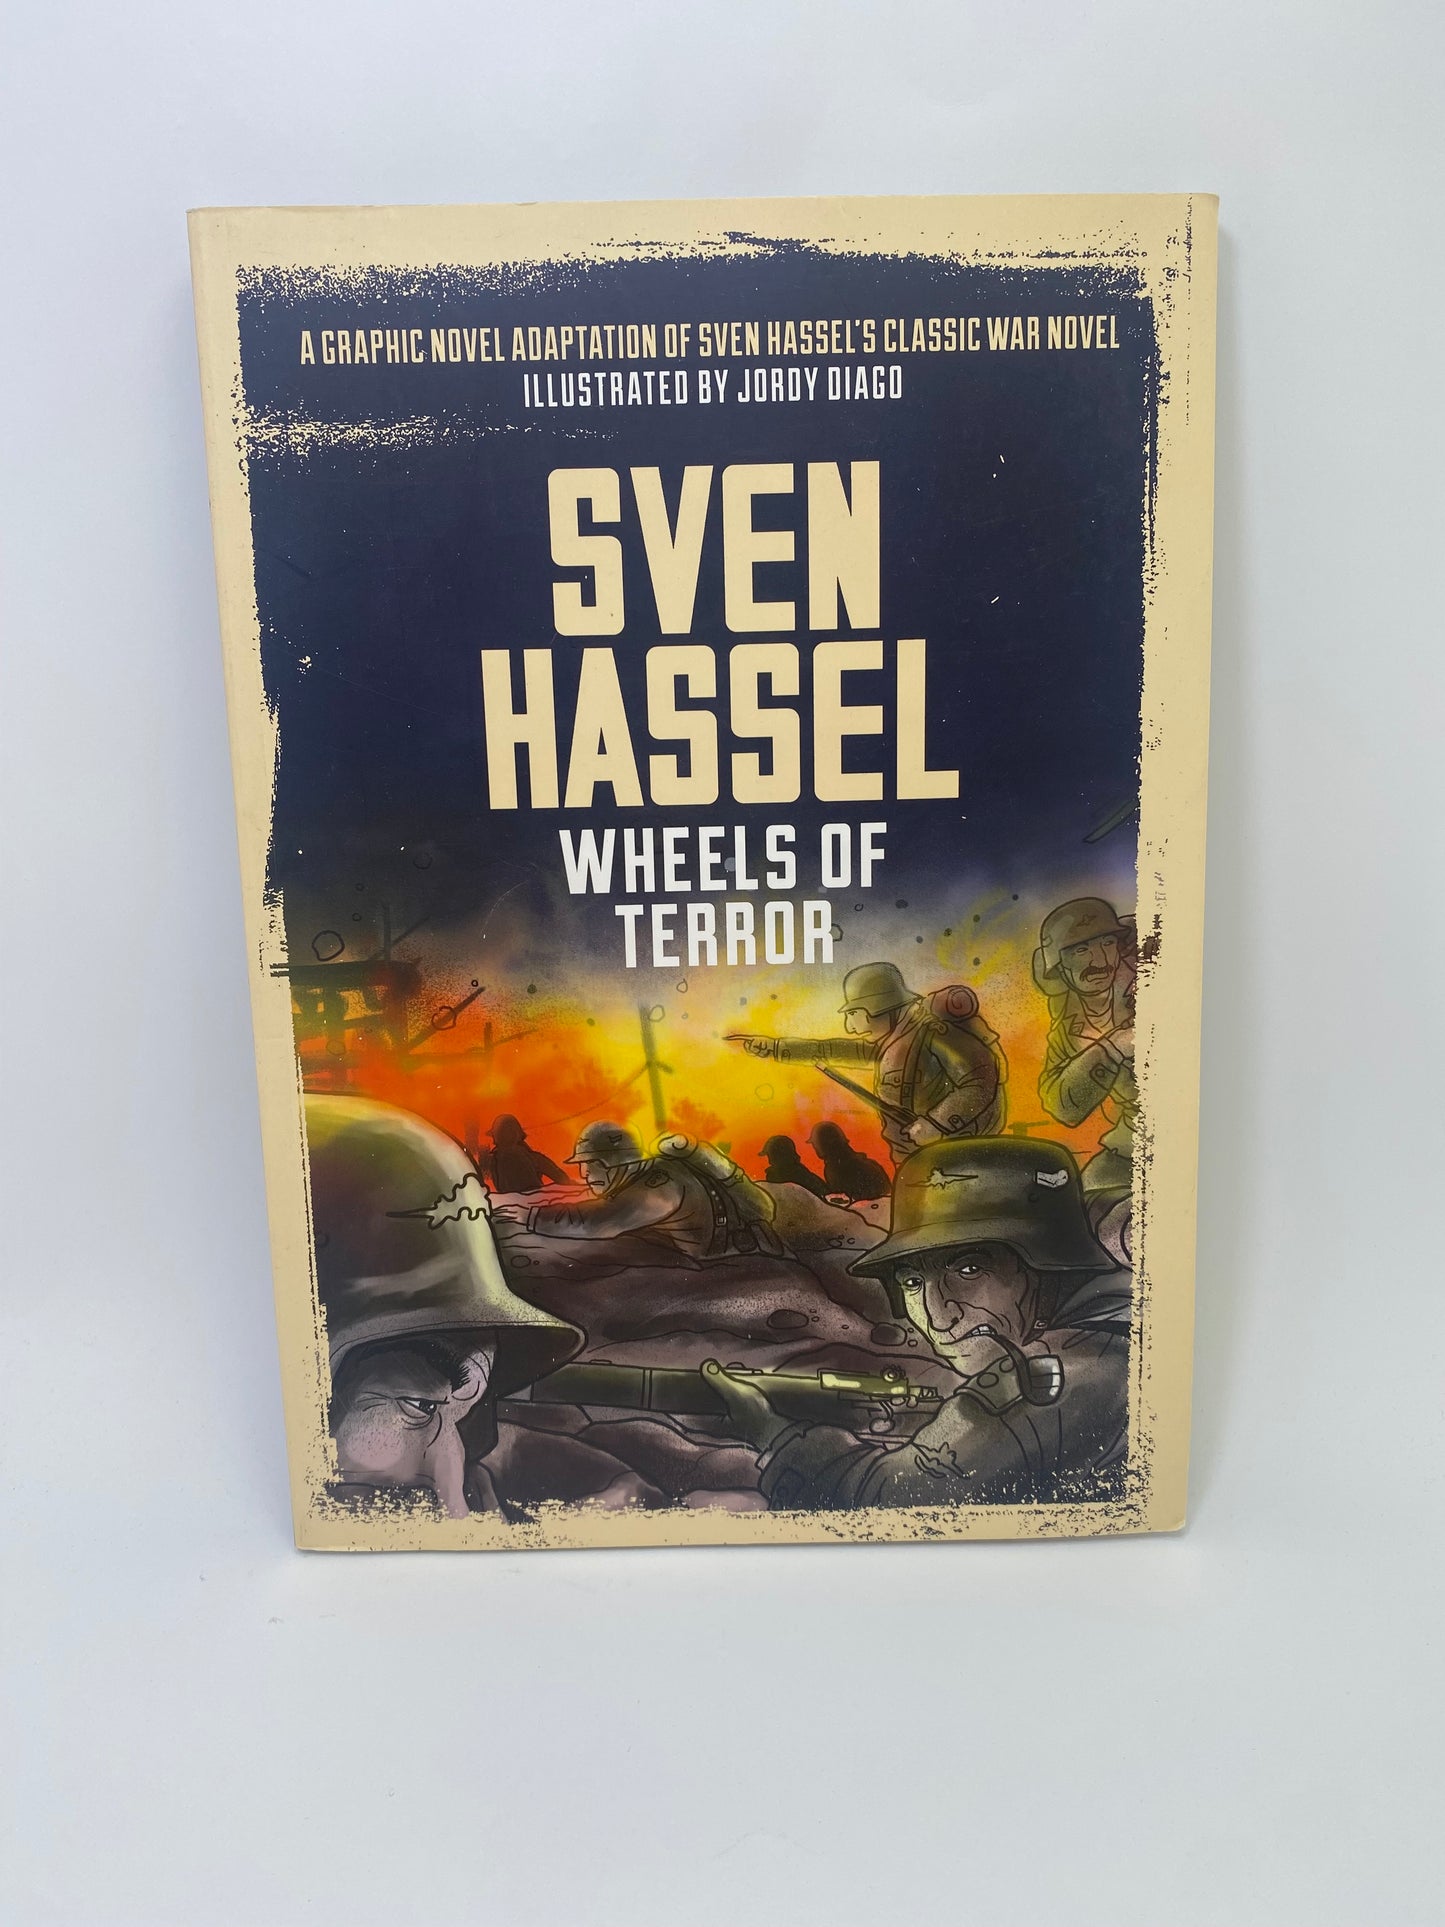 A GRAPHIC NOVEL ADAPTATION OF SVEN HASSEL'S CLASSIC WAR NOVEL
ILLUSTRATED BY JORDY DIAGO
SVEN
HASSEL
WHEELS OF
TERROR